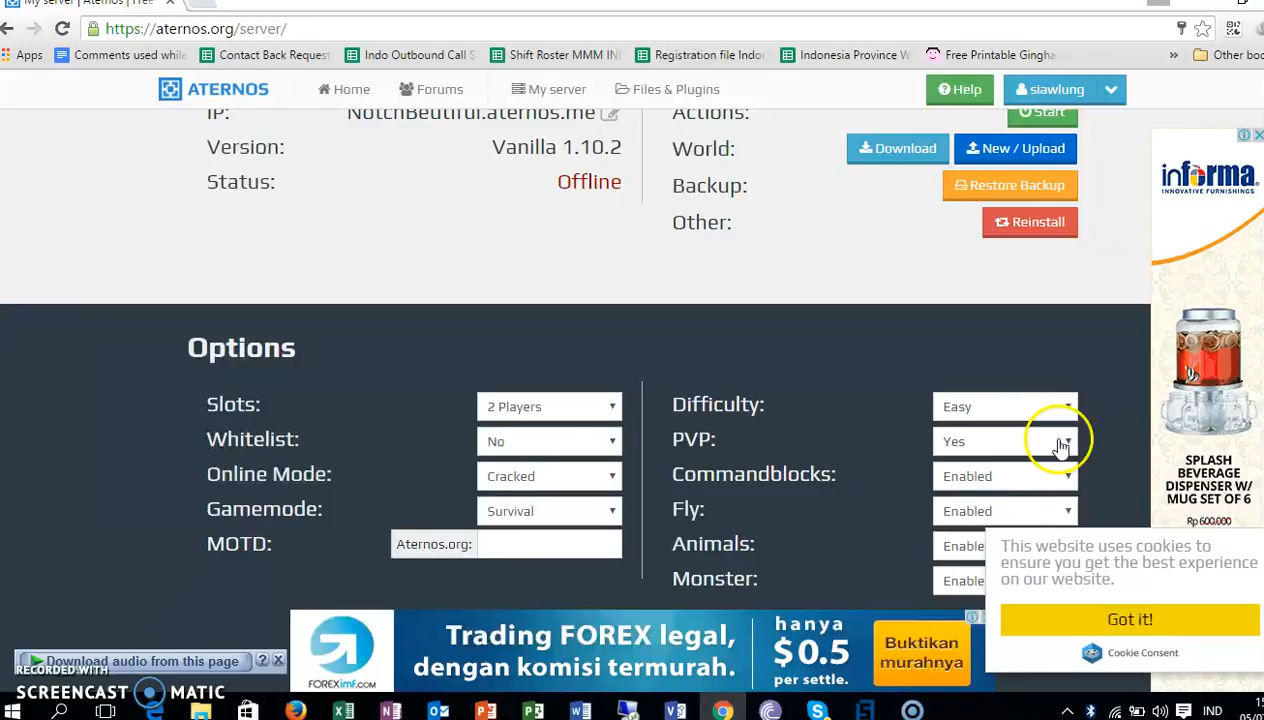 My server | Aternos | Free
https://aternos.org/server/
Apps
Comments used while
Contact Back Request
Indo Outbound Call S
Shift Roster MMM IN
Registration file Indo
Indonesia Province W
Free Printable Gingha
»
Other boo
ATERNOS
Home
Forums
My server
Files & Plugins
Help
siawlung
IP:
NotchBeutiful.aternos.me
Version:
Vanilla 1.10.2
Status:
Offline
Actions:
Start
World:
Download
New / Upload
Backup:
Restore Backup
Other:
Reinstall
Options
Slots:
2 Players
Whitelist:
No
Online Mode:
Cracked
Gamemode:
Survival
MOTD:
Aternos.org:
Difficulty:
Easy
PVP:
Yes
Commandblocks:
Enabled
Fly:
Enabled
Animals:
Enable
Monster:
Enable
This website uses cookies to
ensure you get the best experience
on our website.
Got it!
Cookie Consent
informa
INNOVATIVE FURNISHINGS
SPLASH
BEVERAGE
DISPENSER W/
MUG SET OF 6
Rp 600.000
FOREXimf.COM
Trading FOREX legal,
dengan komisi termurah.
hanya
$0.5
per settle.
Buktikan
murahnya
Download audio from this page
RECORDED WITH
SCREENCAST MATIC
IND